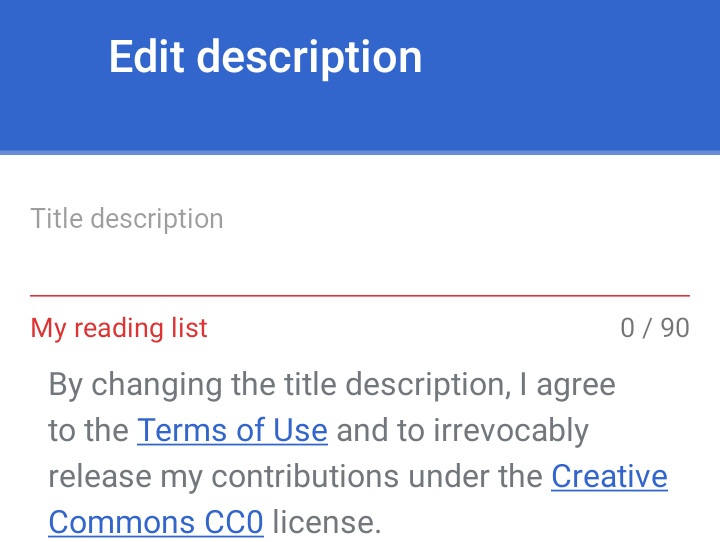 Edit description
Title description
My reading list 0 / 90
By changing the title description, I agree
to the Terms of Use and to irrevocably
release my contributions under the Creative
Commons CC0 license.